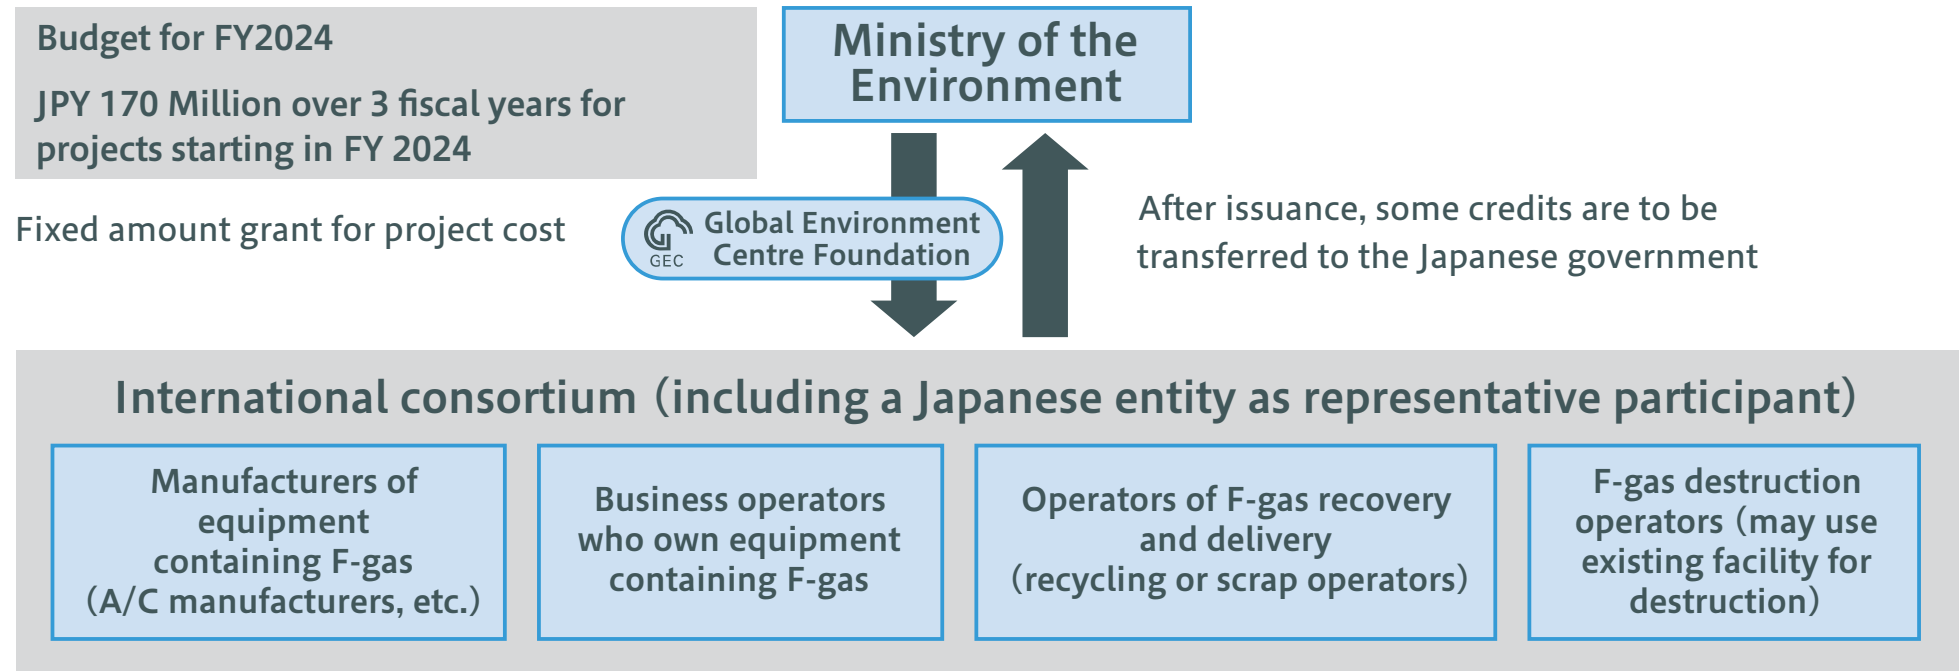 Budget for FY2024
JPY 170 Million over 3 fiscal years for
projects starting in FY 2024
Ministry of the
Environment
Fixed amount grant for project cost
GEC
Global Environment
Centre Foundation
After issuance, some credits are to be
transferred to the Japanese government
International consortium (including a Japanese entity as representative participant)
Manufacturers of
equipment
containing F-gas
(A/C manufacturers, etc.)
Business operators
who own equipment
containing F-gas
Operators of F-gas recovery
and delivery
(recycling or scrap operators)
F-gas destruction
operators (may use
existing facility for
destruction)